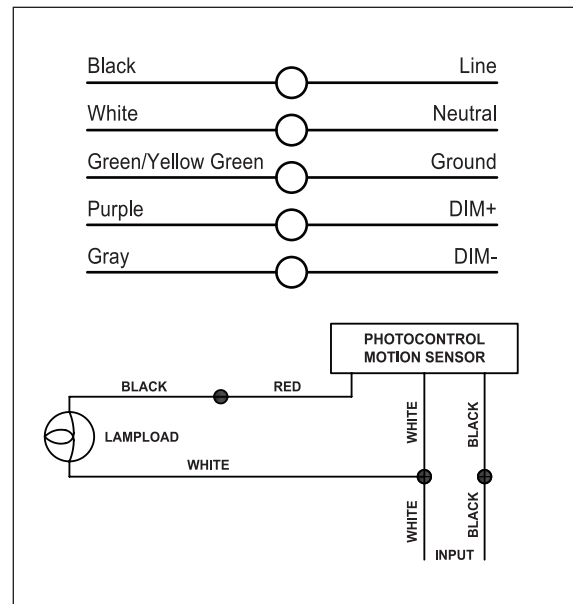 Black Line
White Neutral
Green/Yellow Green Ground
Purple DIM+
Gray DIM-
PHOTOCONTROL
MOTION SENSOR
BLACK RED
LAMPLOAD
WHITE
WHITE
BLACK
WHITE
BLACK
INPUT